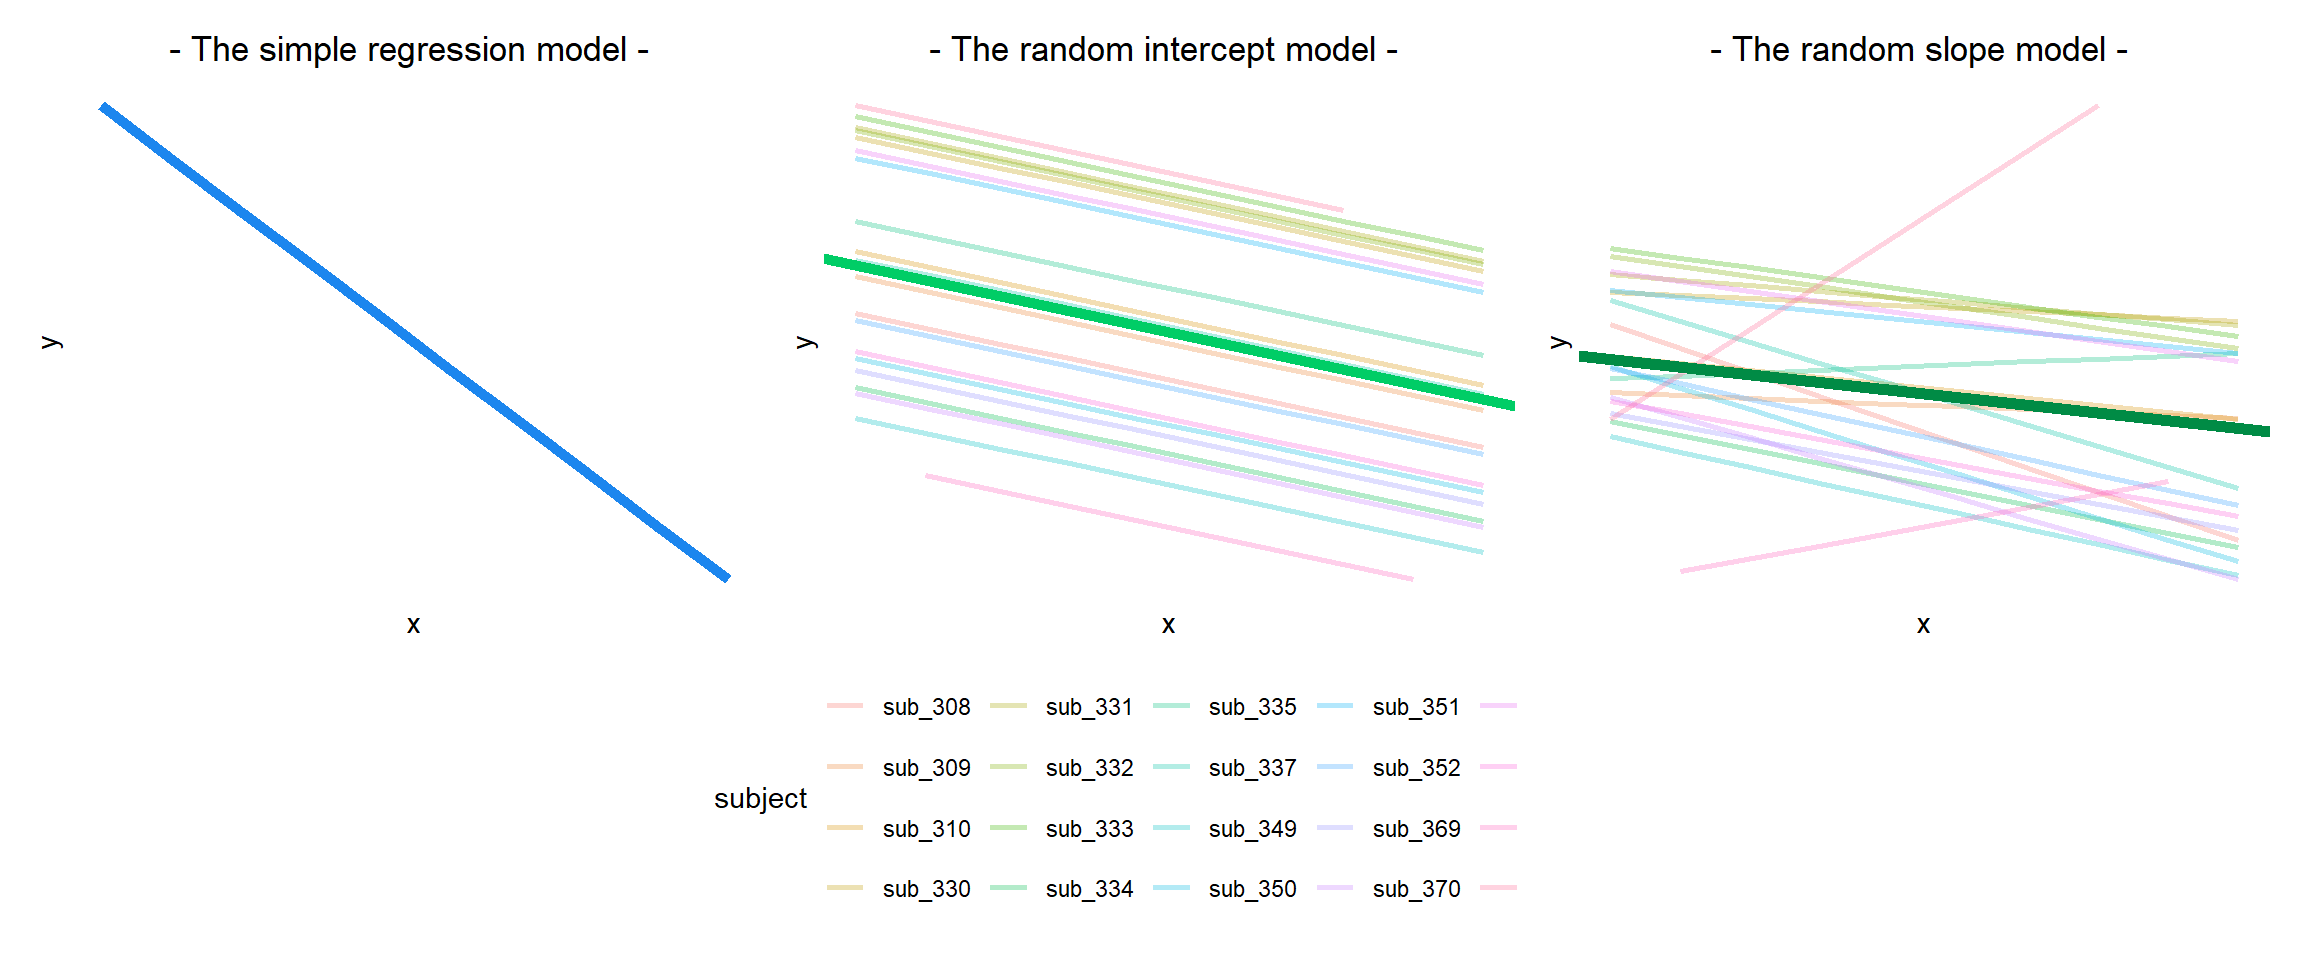 - The simple regression model -
- The random intercept model -
- The random slope model -
y
y
y
x
x
x
subject
sub_308 sub_331 sub_335 sub_351
sub_309 sub_332 sub_337 sub_352
sub_310 sub_333 sub_349 sub_369
sub_330 sub_334 sub_350 sub_370